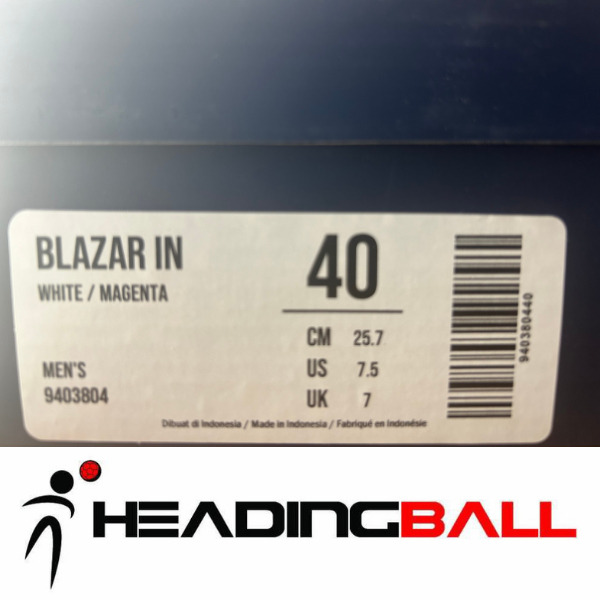 BLAZAR IN
WHITE / MAGENTA
MEN'S
9403804
40
CM 25.7
US 7.5
UK 7
940380440
Dibuat di Indonesia / Made in Indonesia / Fabriqué en Indonésie
HEADINGBALL